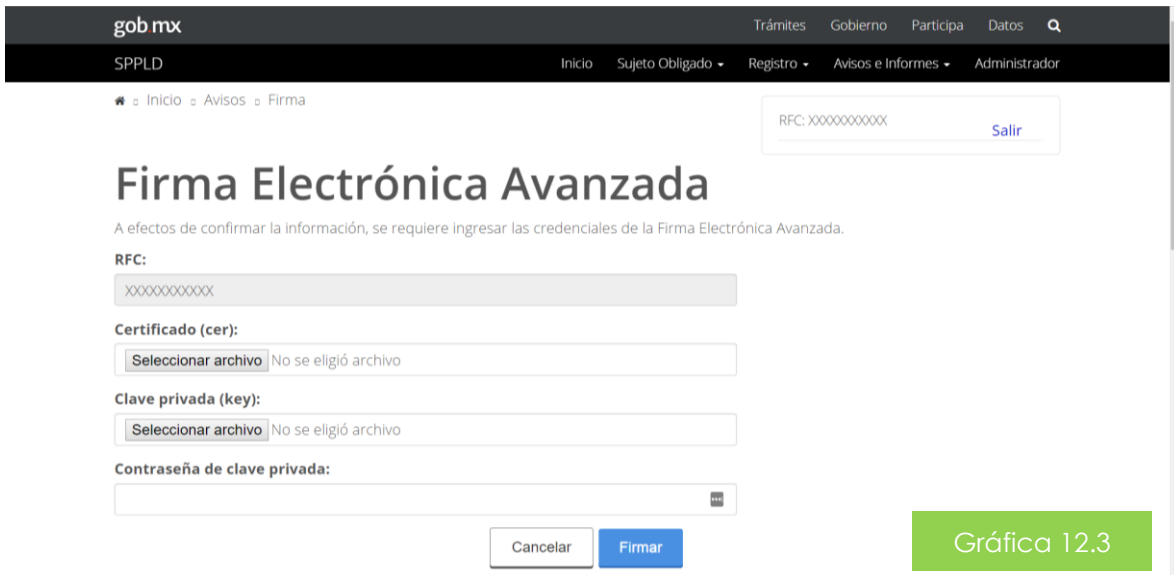 gob.mx
Trámites Gobierno Participa Datos
SPPLD
Inicio Sujeto Obligado Registro Avisos e Informes Administrador
Inicio Avisos Firma
RFC: XXXXXXXXXXX
Salir
Firma Electrónica Avanzada
A efectos de confirmar la información, se requiere ingresar las credenciales de la Firma Electrónica Avanzada.
RFC:
XXXXXXXXXXX
Certificado (cer):
Seleccionar archivo No se eligió archivo
Clave privada (key):
Seleccionar archivo No se eligió archivo
Contraseña de clave privada:
Cancelar Firmar
Gráfica 12.3